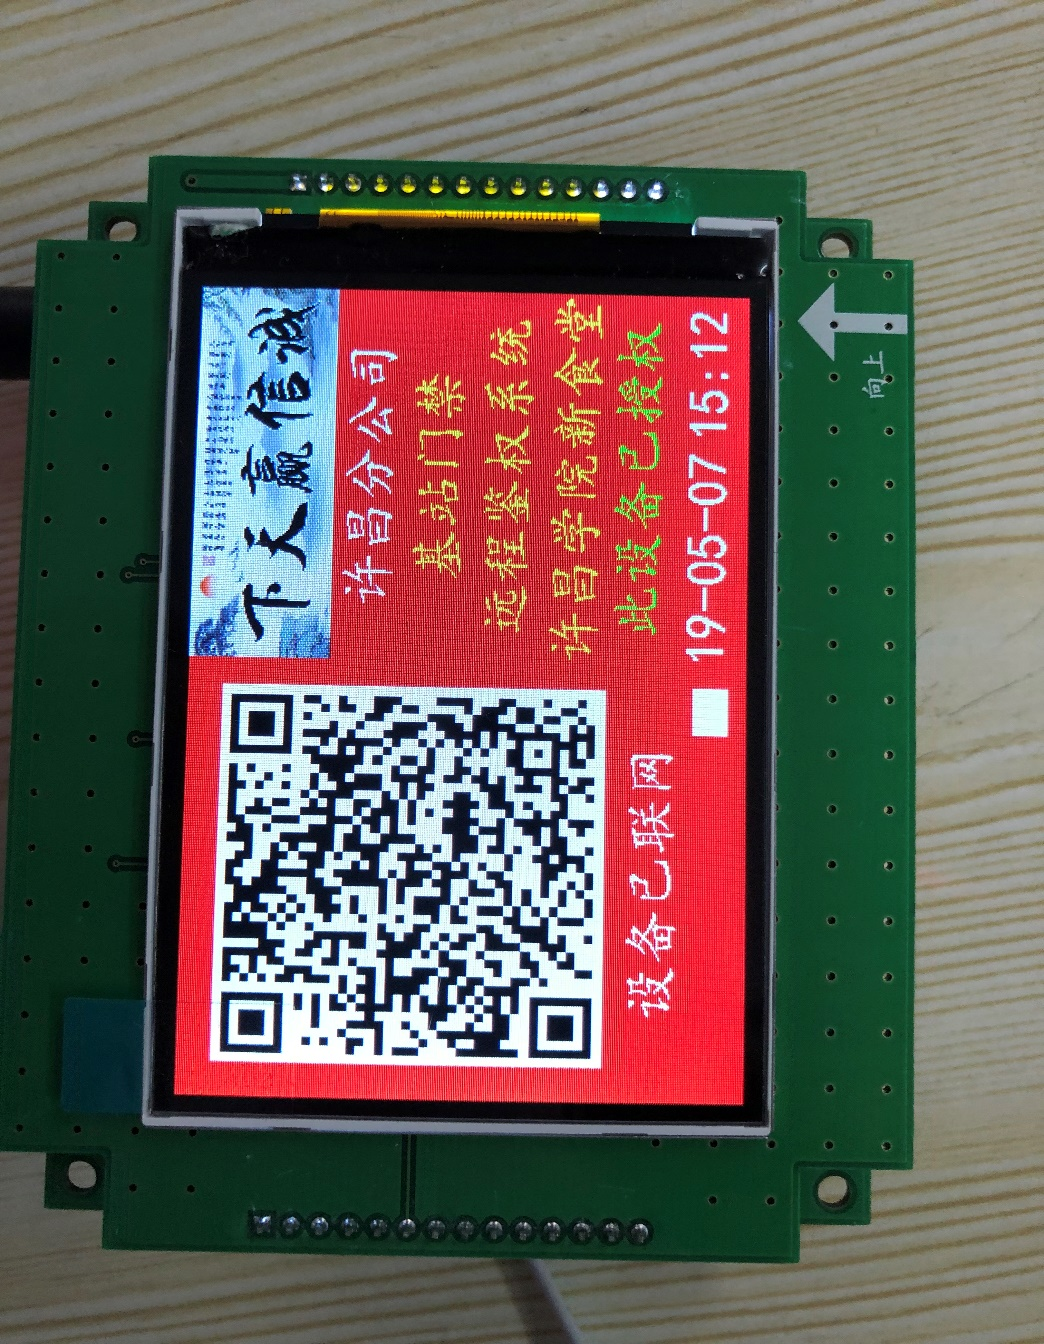 诚信赢天下
许昌分公司
基站门禁
远程鉴权系统
许昌学院新食堂
此设备已授权
设备已联网
19-05-07 15:12
向上